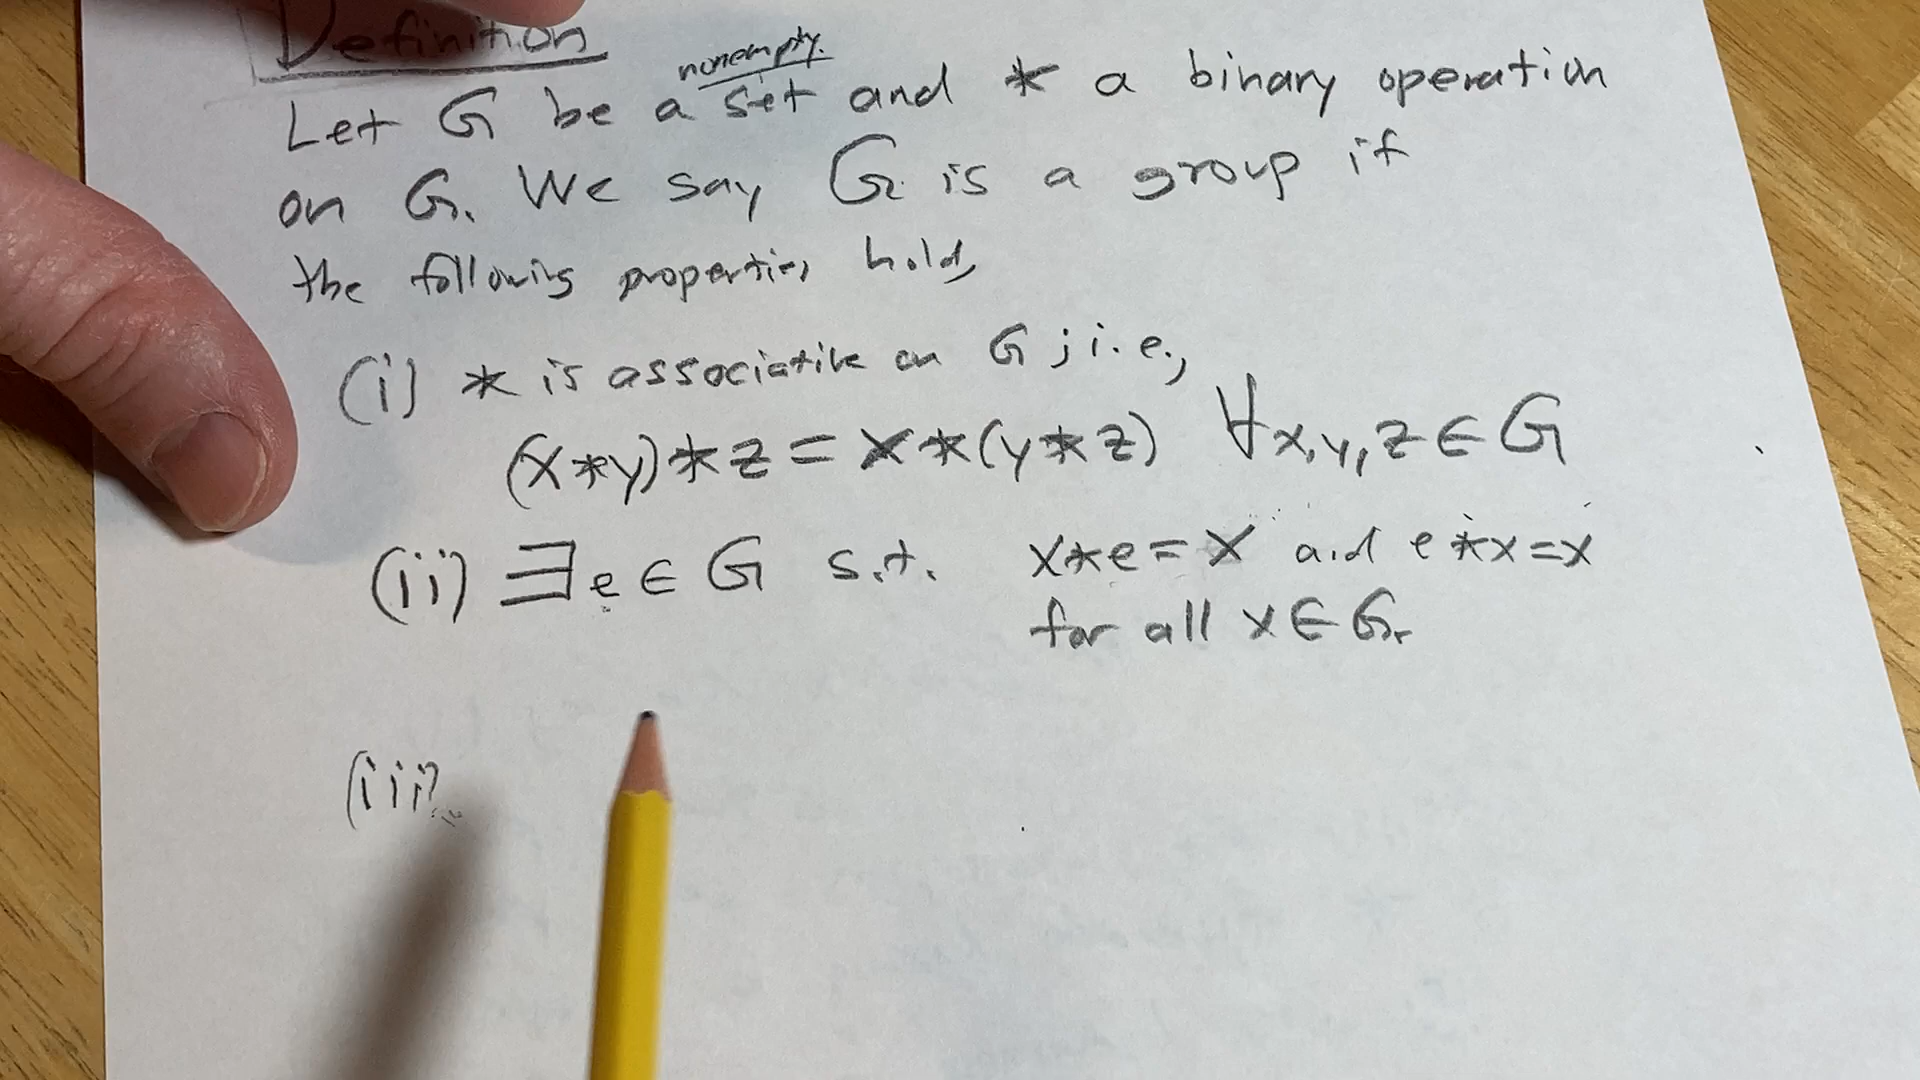 Definition
nonempty
Let G be a set and * a binary operation
on G. We say G is a group if
the following properties hold,
(i) * is associative on G; i.e.,
(x*y)*z = x*(y*z) ∀x,y,z ∈ G
(ii) ∃e ∈ G s.t. x*e = x and e*x = x
for all x ∈ G.
(iii)